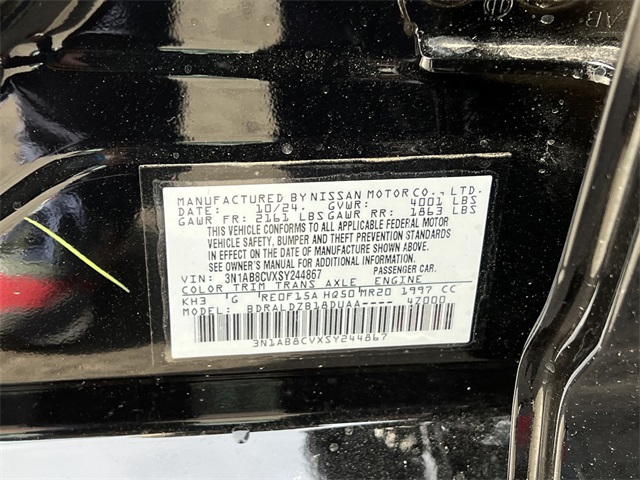 MANUFACTURED BY NISSAN MOTOR CO., LTD.
DATE: 10/24. GVWR: 4001 LBS
GAWR FR: 2161 LBS GAWR RR: 1863 LBS
THIS VEHICLE CONFORMS TO ALL APPLICABLE FEDERAL MOTOR
VEHICLE SAFETY, BUMPER AND THEFT PREVENTION STANDARDS
IN EFFECT ON THE DATE OF MANUFACTURE SHOWN ABOVE.
SEE OWNER'S MANUAL FOR ADDITIONAL INFORMATION.
VIN: 3N1AB8CVXSY244867 PASSENGER CAR.
COLOR TRIM TRANS AXLE ENGINE
KH3 G RE0F15A HQ50 MR20 1997 CC
MODEL: BDRALDZB18DUAA---- 47000
3N1AB8CVXSY244867